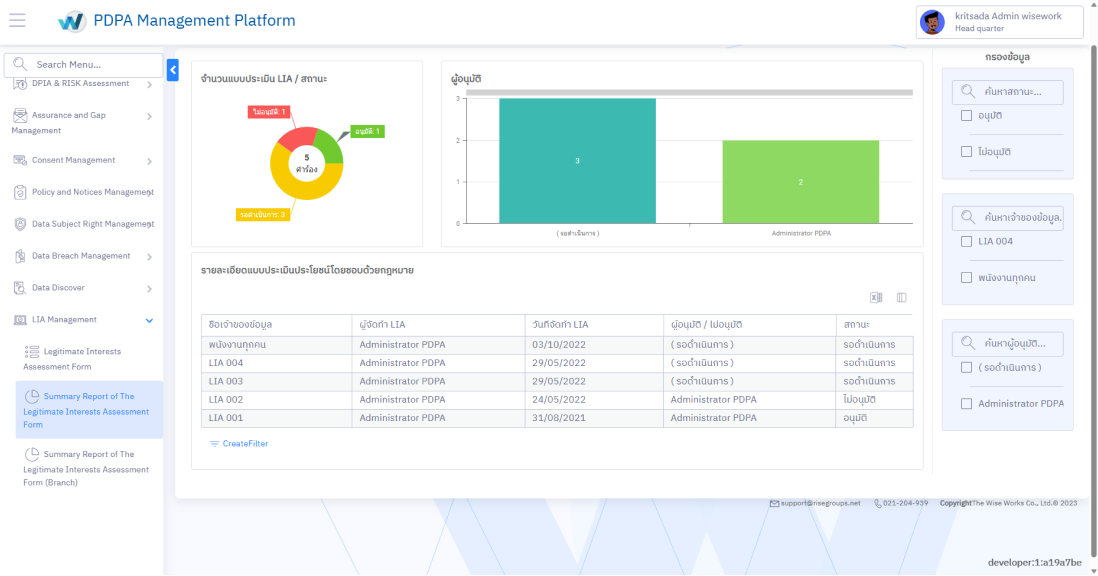 PDPA Management Platform
kritsada Admin wisework
Head quarter
Search Menu...
DPIA & RISK Assessment
Assurance and Gap
Management
Consent Management
Policy and Notices Management
Data Subject Right Management
Data Breach Management
Data Discover
LIA Management
Legitimate Interests
Assessment Form
Summary Report of The
Legitimate Interests Assessment
Form
Summary Report of The
Legitimate Interests Assessment
Form (Branch)
จำนวนแบบประเมิน LIA / สถานะ
ไม่อนุมัติ: 1
อนุมัติ: 1
5
คำร้อง
รอดำเนินการ: 3
ผู้อนุมัติ
3
2
1
0
3
2
( รอดำเนินการ )
Administrator PDPA
รายละเอียดแบบประเมินประโยชน์โดยชอบด้วยกฎหมาย
ชื่อเจ้าของข้อมูล ผู้จัดทำ LIA วันที่จัดทำ LIA ผู้อนุมัติ / ไม่อนุมัติ สถานะ
พนักงานทุกคน Administrator PDPA 03/10/2022 ( รอดำเนินการ ) รอดำเนินการ
LIA 004 Administrator PDPA 29/05/2022 ( รอดำเนินการ ) รอดำเนินการ
LIA 003 Administrator PDPA 29/05/2022 ( รอดำเนินการ ) รอดำเนินการ
LIA 002 Administrator PDPA 24/05/2022 Administrator PDPA ไม่อนุมัติ
LIA 001 Administrator PDPA 31/08/2021 Administrator PDPA อนุมัติ
CreateFilter
กรองข้อมูล
ค้นหาสถานะ...
อนุมัติ
ไม่อนุมัติ
ค้นหาเจ้าของข้อมูล.
LIA 004
พนักงานทุกคน
ค้นหาผู้อนุมัติ...
( รอดำเนินการ )
Administrator PDPA
support@risegroups.net 021-204-939 CopyrightThe Wise Works Co., Ltd.© 2023
developer:1:a19a7be